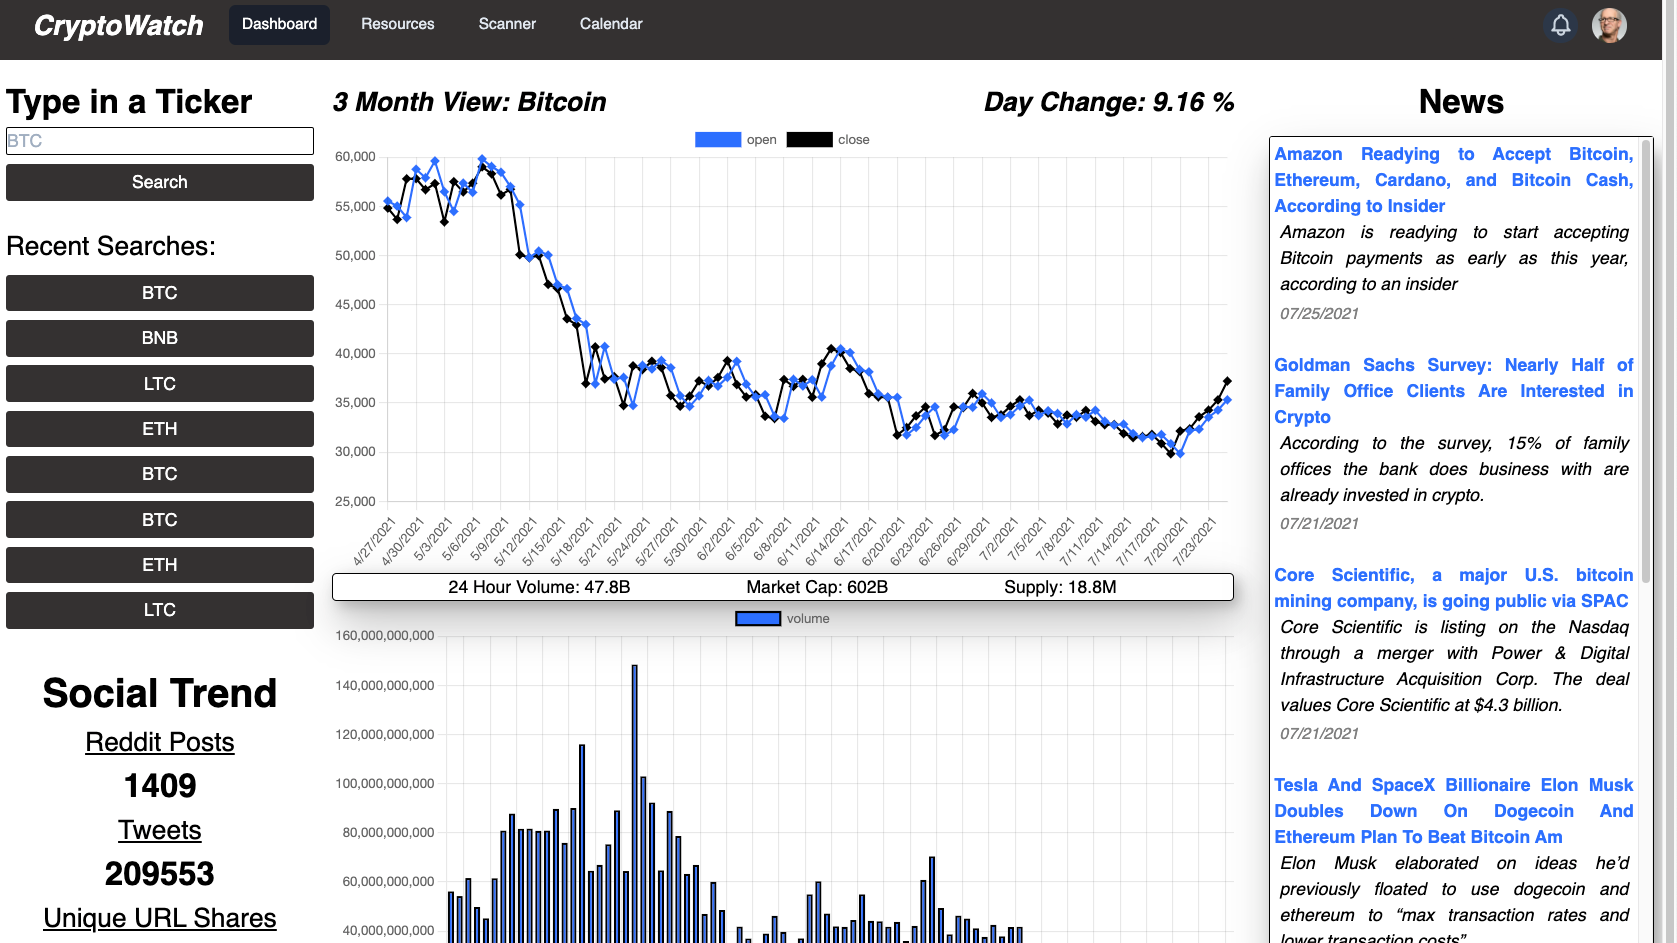 CryptoWatch
Dashboard
Resources
Scanner
Calendar
Type in a Ticker
BTC
Search
Recent Searches:
BTC
BNB
LTC
ETH
BTC
BTC
ETH
LTC
Social Trend
Reddit Posts
1409
Tweets
209553
Unique URL Shares
3 Month View: Bitcoin
Day Change: 9.16 %
open
close
60,000
55,000
50,000
45,000
40,000
35,000
30,000
25,000
4/27/2021
4/30/2021
5/3/2021
5/6/2021
5/9/2021
5/12/2021
5/15/2021
5/18/2021
5/21/2021
5/24/2021
5/27/2021
5/30/2021
6/2/2021
6/5/2021
6/8/2021
6/11/2021
6/14/2021
6/17/2021
6/20/2021
6/23/2021
6/26/2021
6/29/2021
7/2/2021
7/5/2021
7/8/2021
7/11/2021
7/14/2021
7/17/2021
7/20/2021
7/23/2021
24 Hour Volume: 47.8B
Market Cap: 602B
Supply: 18.8M
volume
160,000,000,000
140,000,000,000
120,000,000,000
100,000,000,000
80,000,000,000
60,000,000,000
40,000,000,000
News
Amazon Readying to Accept Bitcoin,
Ethereum, Cardano, and Bitcoin Cash,
According to Insider
Amazon is readying to start accepting
Bitcoin payments as early as this year,
according to an insider
07/25/2021
Goldman Sachs Survey: Nearly Half of
Family Office Clients Are Interested in
Crypto
According to the survey, 15% of family
offices the bank does business with are
already invested in crypto.
07/21/2021
Core Scientific, a major U.S. bitcoin
mining company, is going public via SPAC
Core Scientific is listing on the Nasdaq
through a merger with Power & Digital
Infrastructure Acquisition Corp. The deal
values Core Scientific at $4.3 billion.
07/21/2021
Tesla And SpaceX Billionaire Elon Musk
Doubles Down On Dogecoin And
Ethereum Plan To Beat Bitcoin Am
Elon Musk elaborated on ideas he’d
previously floated to use dogecoin and
ethereum to “max transaction rates and
lower transaction costs”